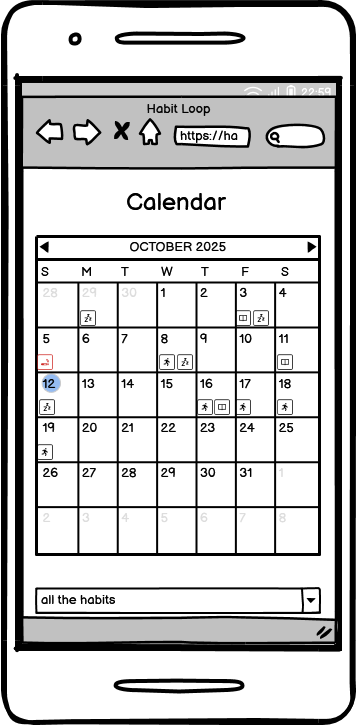 22:59
Habit Loop
https://ha
Calendar
OCTOBER 2025
S M T W T F S
28 29 30 1 2 3 4
5 6 7 8 9 10 11
12 13 14 15 16 17 18
19 20 21 22 23 24 25
26 27 28 29 30 31 1
2 3 4 5 6 7 8
all the habits